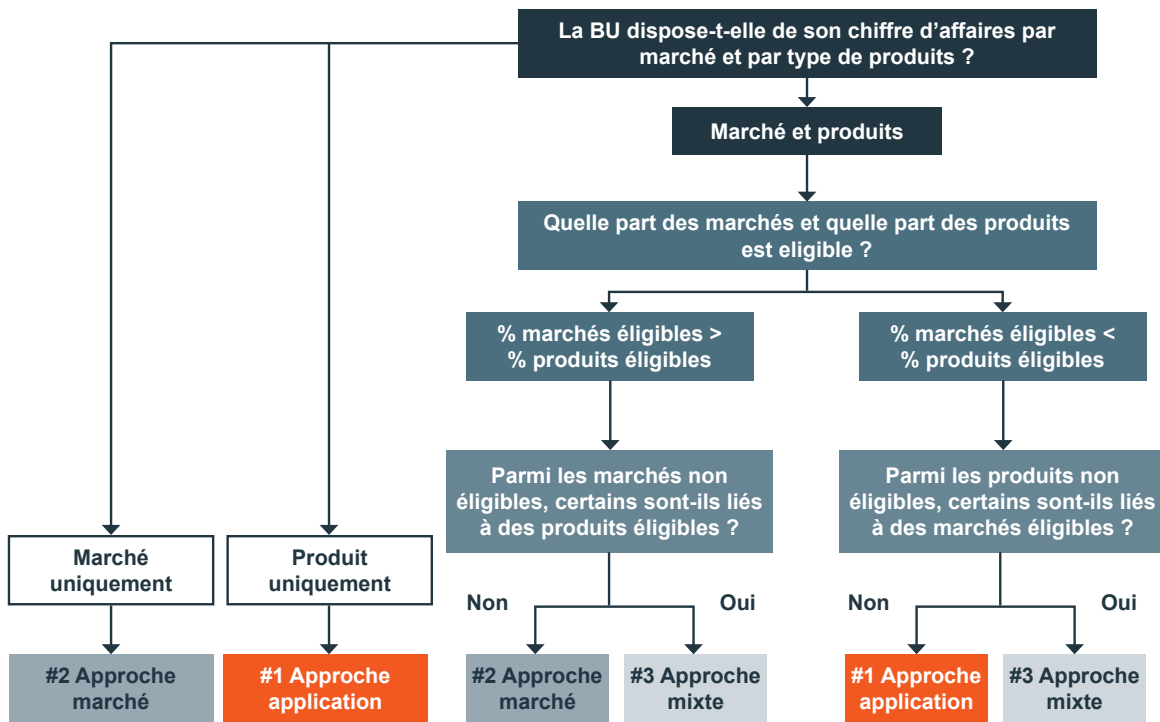 La BU dispose-t-elle de son chiffre d’affaires par
marché et par type de produits ?
Marché et produits
Quelle part des marchés et quelle part des produits
est eligible ?
% marchés éligibles >
% produits éligibles
% marchés éligibles <
% produits éligibles
Parmi les marchés non
éligibles, certains sont-ils liés
à des produits éligibles ?
Parmi les produits non
éligibles, certains sont-ils liés
à des marchés éligibles ?
Marché
uniquement
Produit
uniquement
Non
Oui
Non
Oui
#2 Approche
marché
#1 Approche
application
#2 Approche
marché
#3 Approche
mixte
#1 Approche
application
#3 Approche
mixte